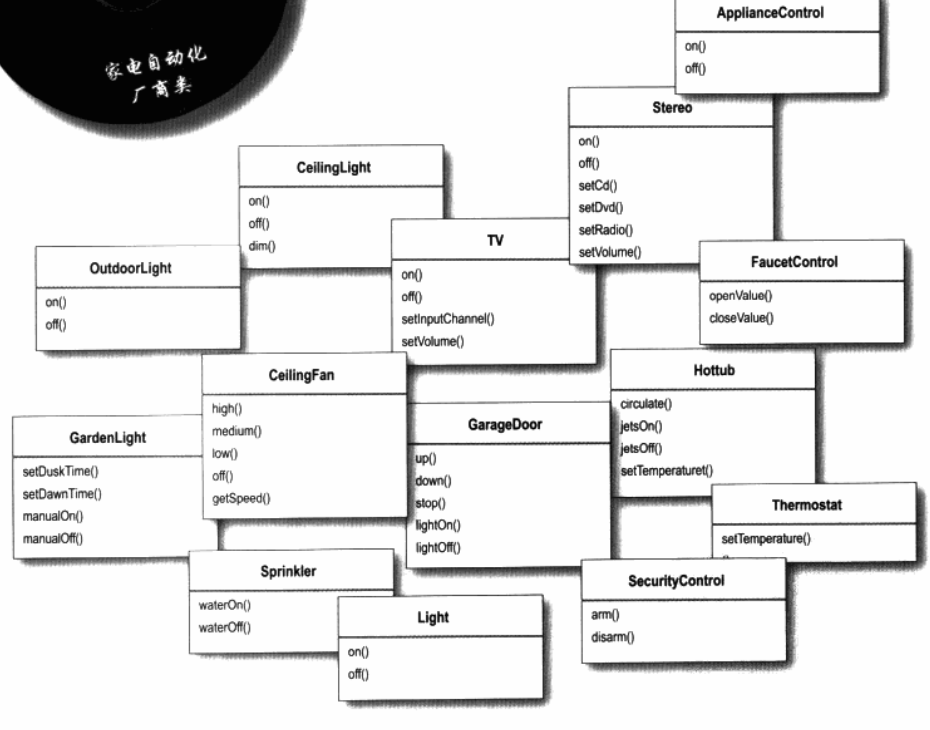 家电自动化
厂商类
ApplianceControl
on()
off()
Stereo
on()
off()
setCd()
setDvd()
setRadio()
setVolume()
CeilingLight
on()
off()
dim()
TV
on()
off()
setInputChannel()
setVolume()
OutdoorLight
on()
off()
FaucetControl
openValue()
closeValue()
CeilingFan
high()
medium()
low()
off()
getSpeed()
Hottub
circulate()
jetsOn()
jetsOff()
setTemperaturet()
GardenLight
setDuskTime()
setDawnTime()
manualOn()
manualOff()
GarageDoor
up()
down()
stop()
lightOn()
lightOff()
Thermostat
setTemperature()
Sprinkler
waterOn()
waterOff()
SecurityControl
arm()
disarm()
Light
on()
off()